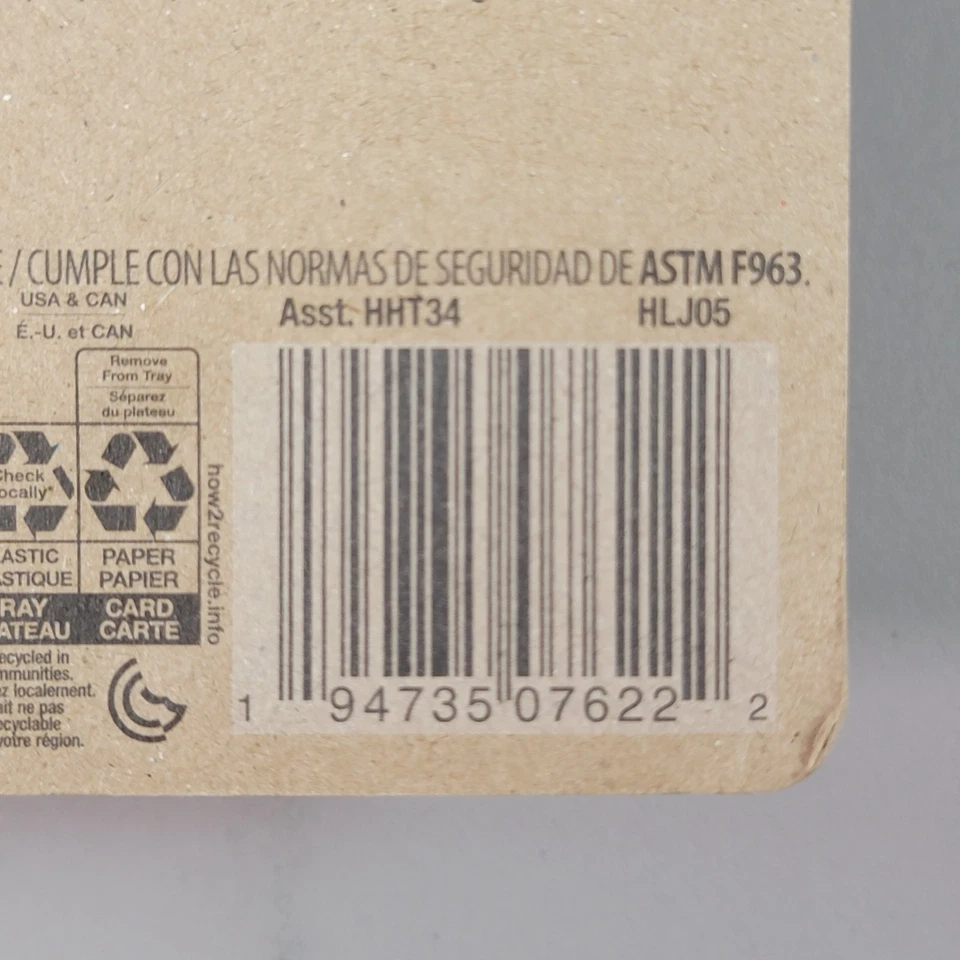 / CUMPLE CON LAS NORMAS DE SEGURIDAD DE ASTM F963.
USA & CAN
É.-U. et CAN
Asst. HHT34
HLJ05
Remove
From Tray
Séparez
du plateau
Check
locally*
how2recycle.info
ASTIC
ASTIQUE
PAPER
PAPIER
RAY
ATEAU
CARD
CARTE
ecycled in
mmunities.
z localement.
ait ne pas
ecyclable
votre région.
1 94735 07622 2